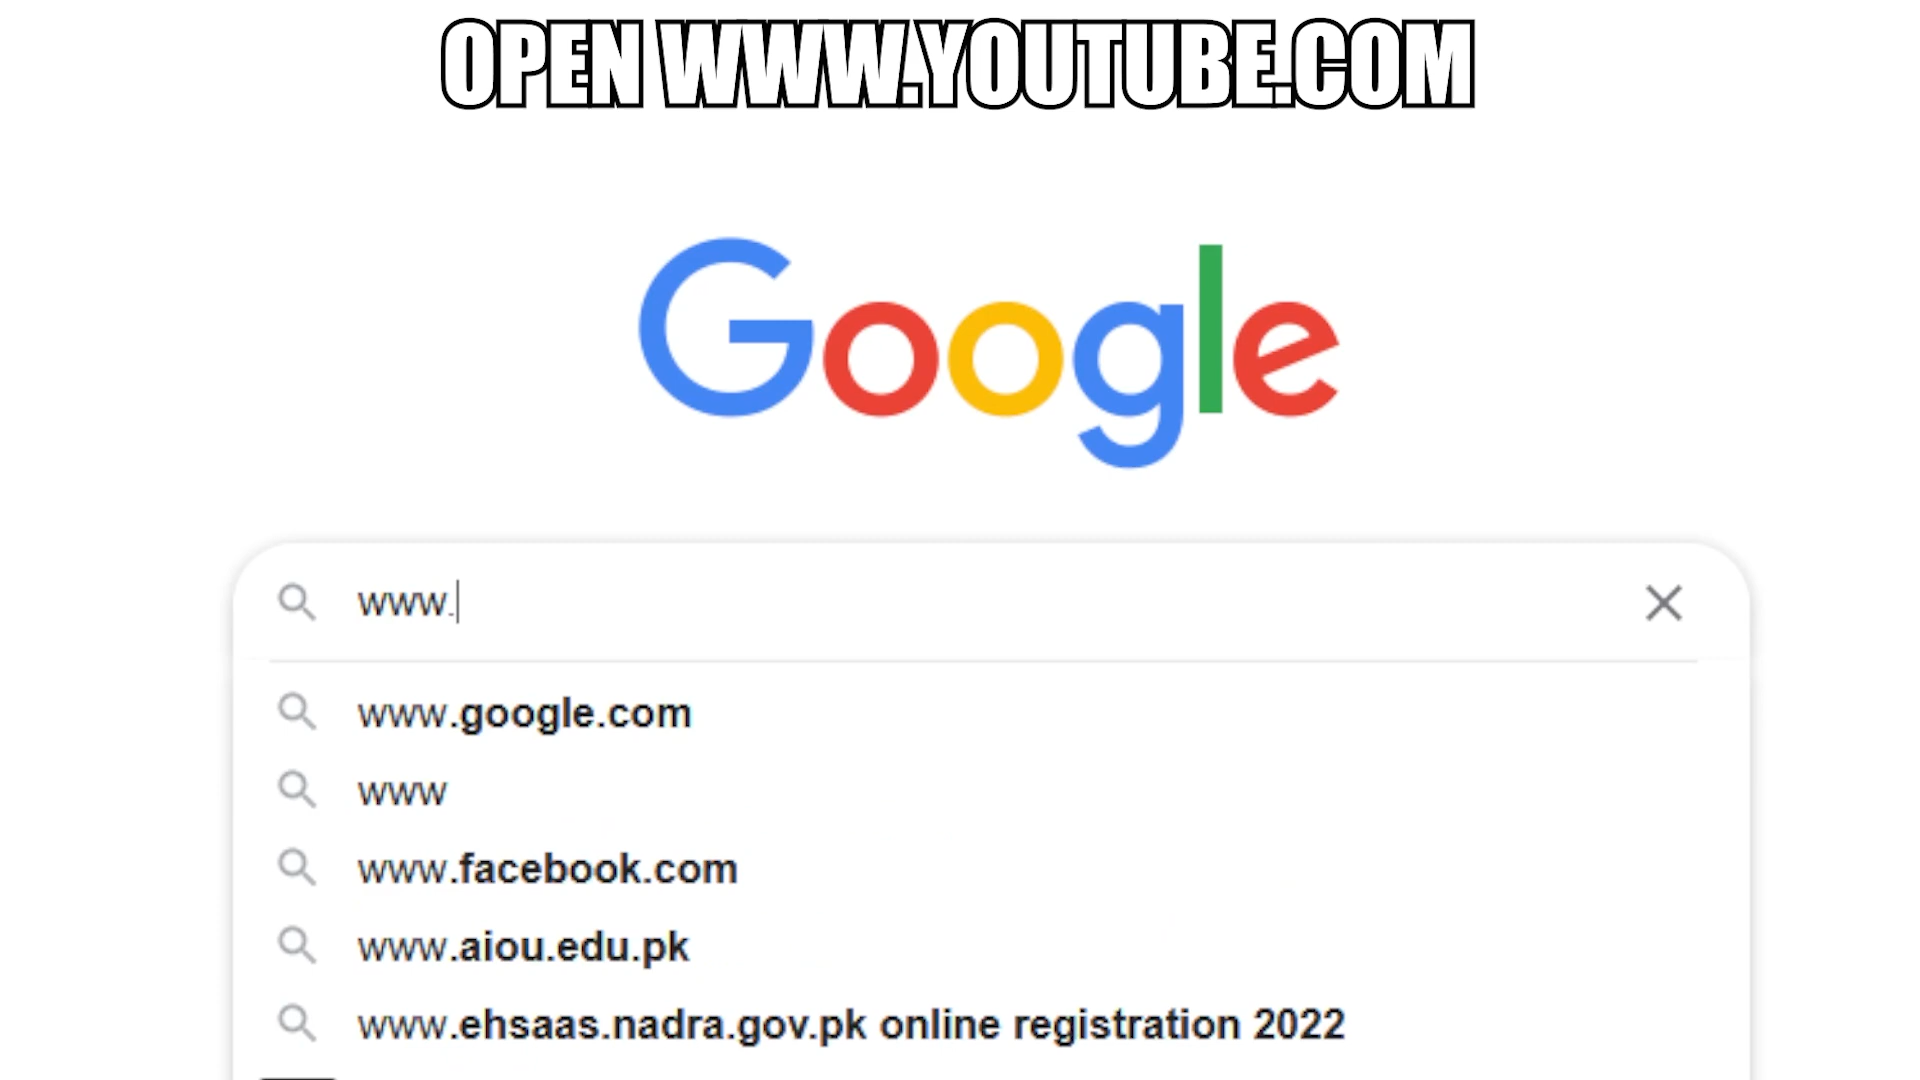 OPEN WWW.YOUTUBE.COM
Google
www.
www.google.com
www
www.facebook.com
www.aiou.edu.pk
www.ehsaas.nadra.gov.pk online registration 2022